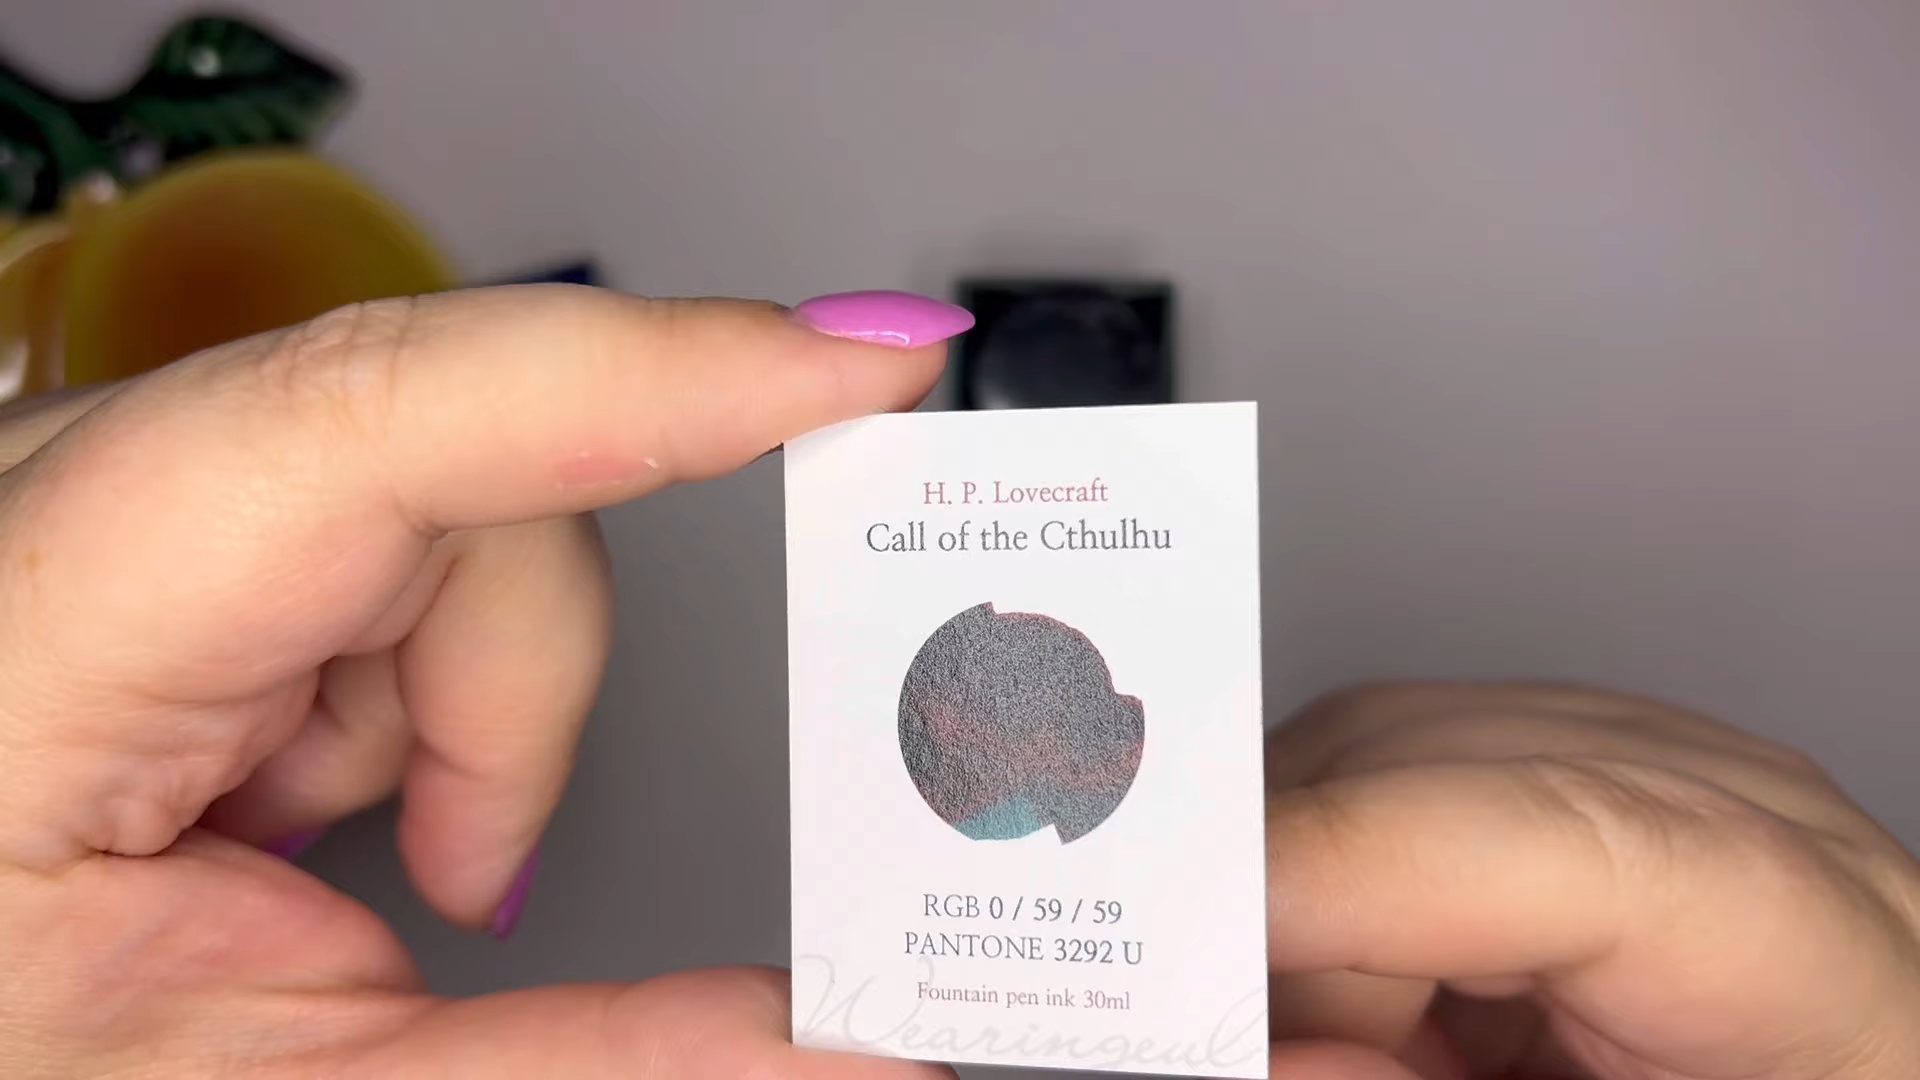 H. P. Lovecraft
Call of the Cthulhu
RGB 0 / 59 / 59
PANTONE 3292 U
Fountain pen ink 30ml
Wearingeul